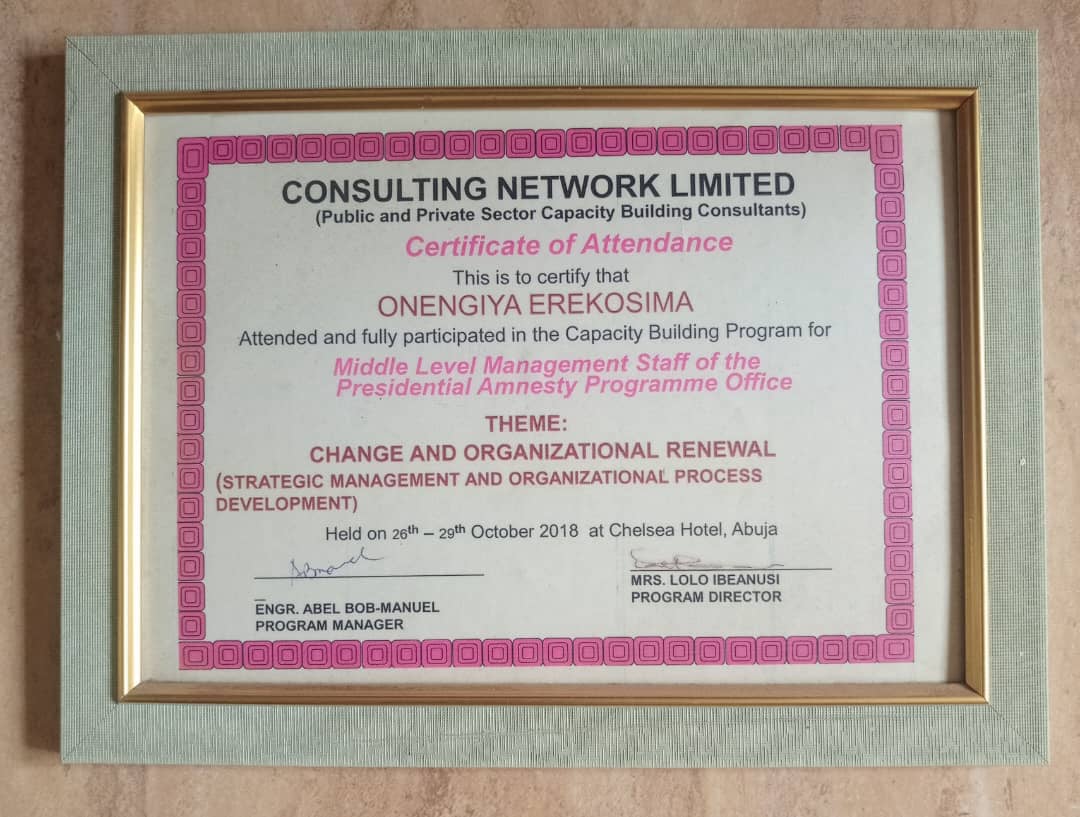 CONSULTING NETWORK LIMITED
(Public and Private Sector Capacity Building Consultants)
Certificate of Attendance
This is to certify that
ONENGIYA EREKOSIMA
Attended and fully participated in the Capacity Building Program for
Middle Level Management Staff of the
Presidential Amnesty Programme Office
THEME:
CHANGE AND ORGANIZATIONAL RENEWAL
(STRATEGIC MANAGEMENT AND ORGANIZATIONAL PROCESS
DEVELOPMENT)
Held on 26th – 29th October 2018 at Chelsea Hotel, Abuja
ENGR. ABEL BOB-MANUEL
PROGRAM MANAGER
MRS. LOLO IBEANUSI
PROGRAM DIRECTOR